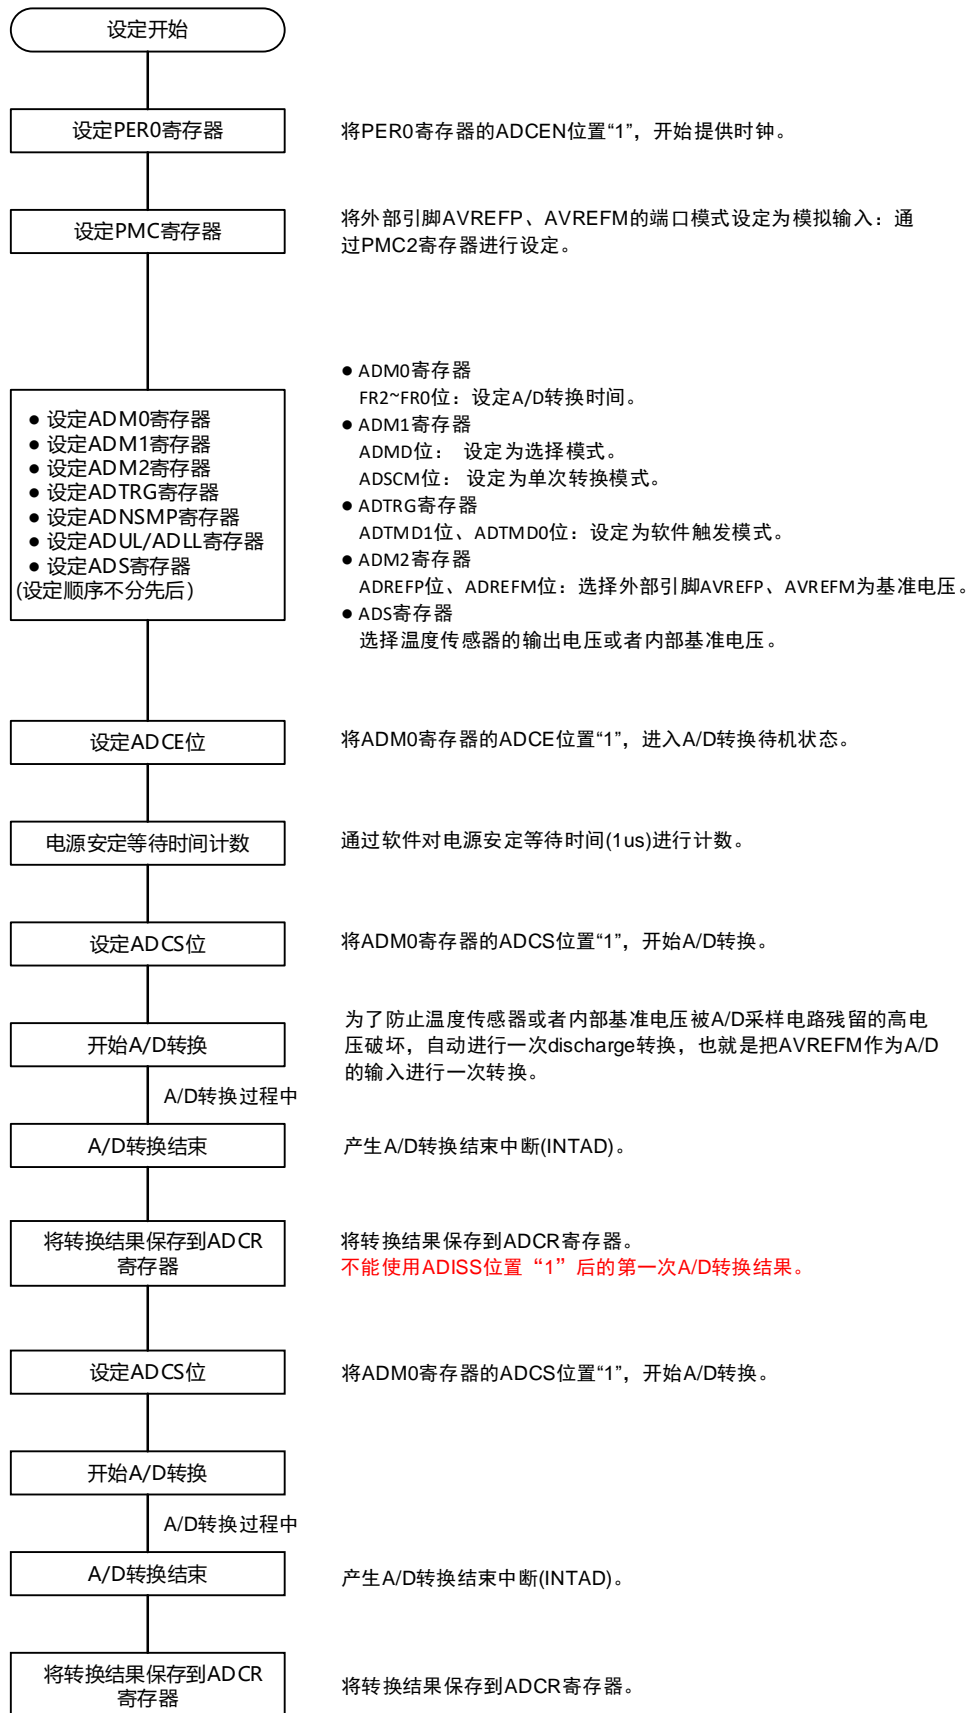 设定开始
设定PER0寄存器
将PER0寄存器的ADCEN位置“1”，开始提供时钟。
设定PMC寄存器
将外部引脚AVREFP、AVREFM的端口模式设定为模拟输入：通
过PMC2寄存器进行设定。
● 设定ADM0寄存器
● 设定ADM1寄存器
● 设定ADM2寄存器
● 设定ADTRG寄存器
● 设定ADNSMP寄存器
● 设定ADUL/ADLL寄存器
● 设定ADS寄存器
(设定顺序不分先后)
● ADM0寄存器
FR2~FR0位：设定A/D转换时间。
● ADM1寄存器
ADMD位： 设定为选择模式。
ADSCM位： 设定为单次转换模式。
● ADTRG寄存器
ADTMD1位、ADTMD0位：设定为软件触发模式。
● ADM2寄存器
ADREFP位、ADREFM位：选择外部引脚AVREFP、AVREFM为基准电压。
● ADS寄存器
选择温度传感器的输出电压或者内部基准电压。
设定ADCE位
将ADM0寄存器的ADCE位置“1”，进入A/D转换待机状态。
电源安定等待时间计数
通过软件对电源安定等待时间(1us)进行计数。
设定ADCS位
将ADM0寄存器的ADCS位置“1”，开始A/D转换。
开始A/D转换
为了防止温度传感器或者内部基准电压被A/D采样电路残留的高电
压破坏，自动进行一次discharge转换，也就是把AVREFM作为A/D
的输入进行一次转换。
A/D转换过程中
A/D转换结束
产生A/D转换结束中断(INTAD)。
将转换结果保存到ADCR
寄存器
将转换结果保存到ADCR寄存器。
不能使用ADISS位置“1”后的第一次A/D转换结果。
设定ADCS位
将ADM0寄存器的ADCS位置“1”，开始A/D转换。
开始A/D转换
A/D转换过程中
A/D转换结束
产生A/D转换结束中断(INTAD)。
将转换结果保存到ADCR
寄存器
将转换结果保存到ADCR寄存器。